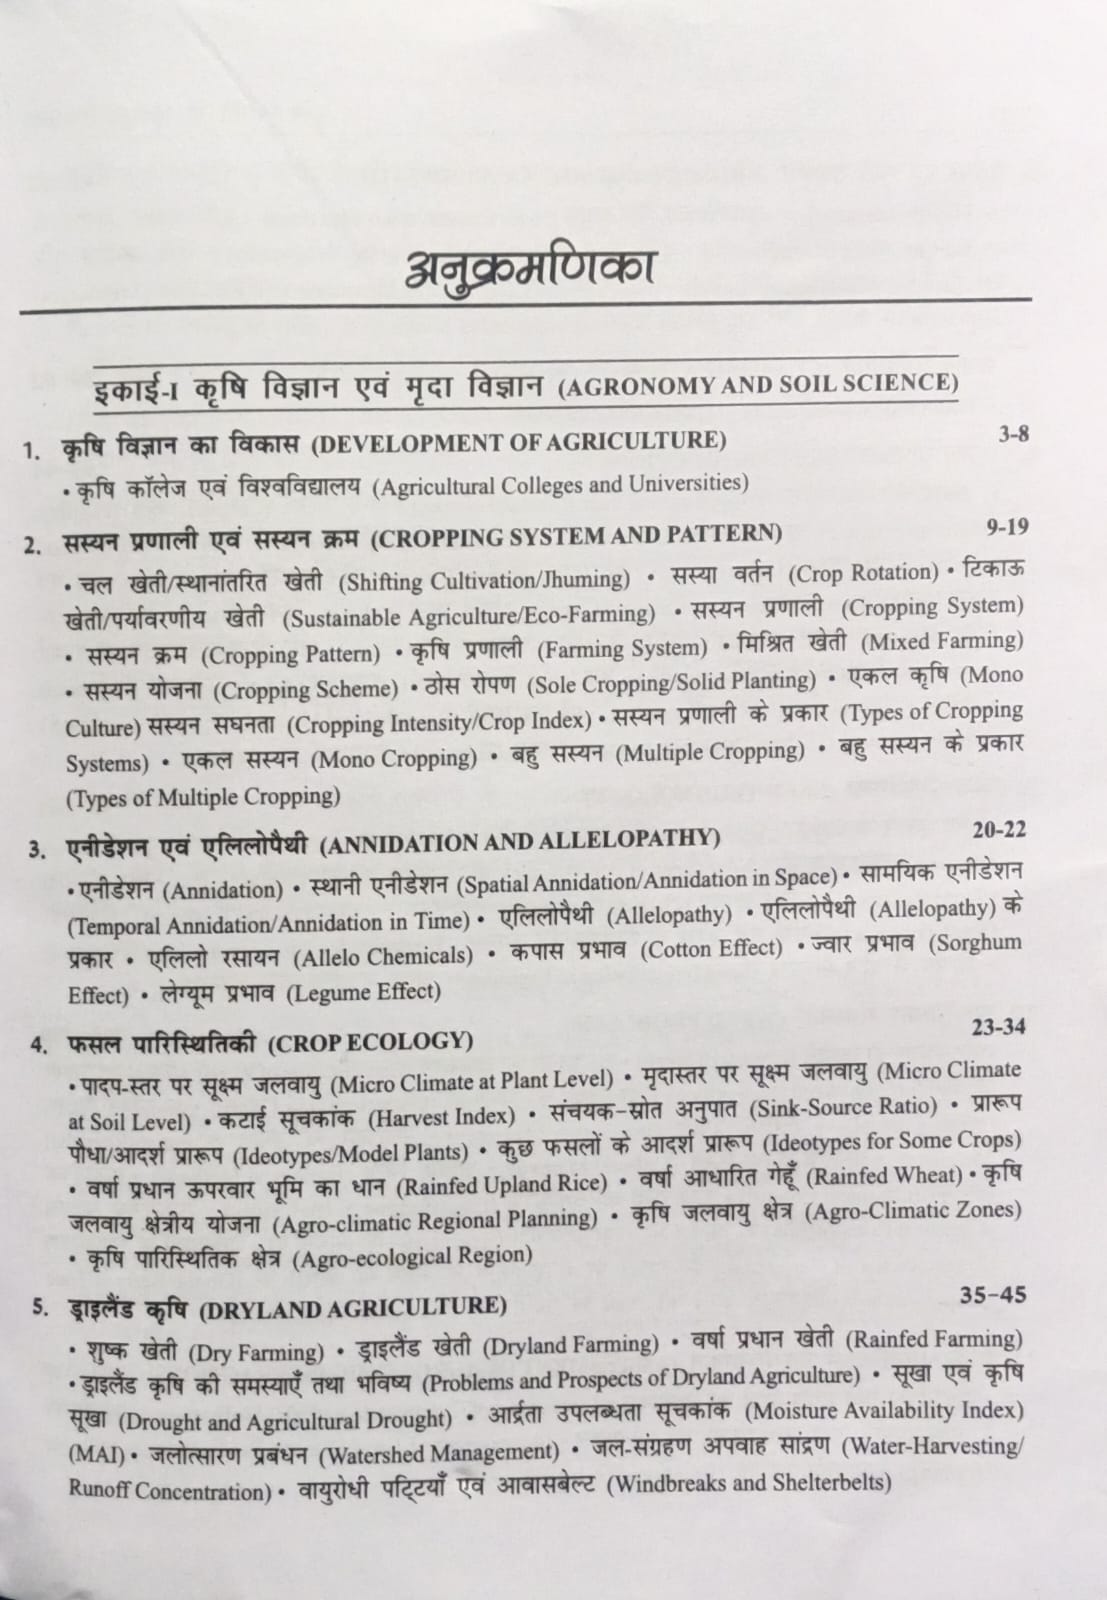 अनुक्रमणिका
इकाई-I कृषि विज्ञान एवं मृदा विज्ञान (AGRONOMY AND SOIL SCIENCE)
1. कृषि विज्ञान का विकास (DEVELOPMENT OF AGRICULTURE) 3-8
• कृषि कॉलेज एवं विश्वविद्यालय (Agricultural Colleges and Universities)
2. सस्यन प्रणाली एवं सस्यन क्रम (CROPPING SYSTEM AND PATTERN) 9-19
• चल खेती/स्थानांतरित खेती (Shifting Cultivation/Jhuming) • सस्या वर्तन (Crop Rotation) • टिकाऊ
खेती/पर्यावरणीय खेती (Sustainable Agriculture/Eco-Farming) • सस्यन प्रणाली (Cropping System)
• सस्यन क्रम (Cropping Pattern) • कृषि प्रणाली (Farming System) • मिश्रित खेती (Mixed Farming)
• सस्यन योजना (Cropping Scheme) • ठोस रोपण (Sole Cropping/Solid Planting) • एकल कृषि (Mono
Culture) सस्यन सघनता (Cropping Intensity/Crop Index) • सस्यन प्रणाली के प्रकार (Types of Cropping
Systems) • एकल सस्यन (Mono Cropping) • बहु सस्यन (Multiple Cropping) • बहु सस्यन के प्रकार
(Types of Multiple Cropping)
3. एनीडेशन एवं एलिलोपैथी (ANNIDATION AND ALLELOPATHY) 20-22
• एनीडेशन (Annidation) • स्थानी एनीडेशन (Spatial Annidation/Annidation in Space) • सामयिक एनीडेशन
(Temporal Annidation/Annidation in Time) • एलिलोपैथी (Allelopathy) • एलिलोपैथी (Allelopathy) के
प्रकार • एलिलो रसायन (Allelo Chemicals) • कपास प्रभाव (Cotton Effect) • ज्वार प्रभाव (Sorghum
Effect) • लेग्यूम प्रभाव (Legume Effect)
4. फसल पारिस्थितिकी (CROP ECOLOGY) 23-34
• पादप-स्तर पर सूक्ष्म जलवायु (Micro Climate at Plant Level) • मृदास्तर पर सूक्ष्म जलवायु (Micro Climate
at Soil Level) • कटाई सूचकांक (Harvest Index) • संचयक-स्रोत अनुपात (Sink-Source Ratio) • प्रारूप
पौधा/आदर्श प्रारूप (Ideotypes/Model Plants) • कुछ फसलों के आदर्श प्रारूप (Ideotypes for Some Crops)
• वर्षा प्रधान ऊपरवार भूमि का धान (Rainfed Upland Rice) • वर्षा आधारित गेहूँ (Rainfed Wheat) • कृषि
जलवायु क्षेत्रीय योजना (Agro-climatic Regional Planning) • कृषि जलवायु क्षेत्र (Agro-Climatic Zones)
• कृषि पारिस्थितिक क्षेत्र (Agro-ecological Region)
5. ड्राइलैंड कृषि (DRYLAND AGRICULTURE) 35-45
• शुष्क खेती (Dry Farming) • ड्राइलैंड खेती (Dryland Farming) • वर्षा प्रधान खेती (Rainfed Farming)
• ड्राइलैंड कृषि की समस्याएँ तथा भविष्य (Problems and Prospects of Dryland Agriculture) • सूखा एवं कृषि
सूखा (Drought and Agricultural Drought) • आर्द्रता उपलब्धता सूचकांक (Moisture Availability Index)
(MAI) • जलोत्सारण प्रबंधन (Watershed Management) • जल-संग्रहण अपवाह सांद्रण (Water-Harvesting/
Runoff Concentration) • वायुरोधी पट्टियाँ एवं आवासबेल्ट (Windbreaks and Shelterbelts)